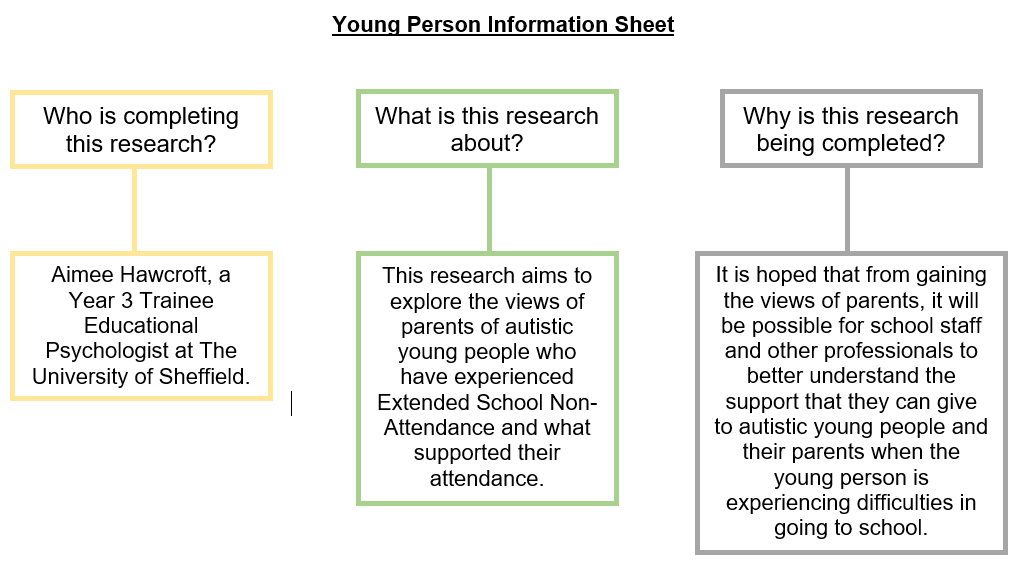 Young Person Information Sheet
Who is completing
this research?
Aimee Hawcroft, a
Year 3 Trainee
Educational
Psychologist at The
University of Sheffield.
What is this research
about?
This research aims to
explore the views of
parents of autistic
young people who
have experienced
Extended School Non-
Attendance and what
supported their
attendance.
Why is this research
being completed?
It is hoped that from gaining
the views of parents, it will
be possible for school staff
and other professionals to
better understand the
support that they can give
to autistic young people and
their parents when the
young person is
experiencing difficulties in
going to school.